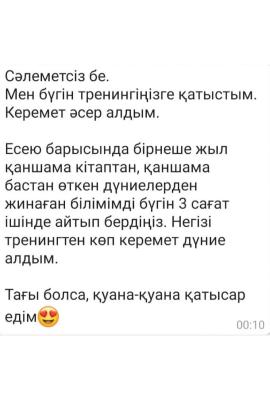 Сәлеметсіз бе.
Мен бүгін тренингіңізге қатыстым.
Керемет әсер алдым.

Есею барысында бірнеше жыл
қаншама кітаптан, қаншама
бастан өткен дүниелерден
жинаған білімімді бүгін 3 сағат
ішінде айтып бердіңіз. Негізі
тренингтен көп керемет дүние
алдым.

Тағы болса, қуана-қуана қатысар
едім😍
00:10